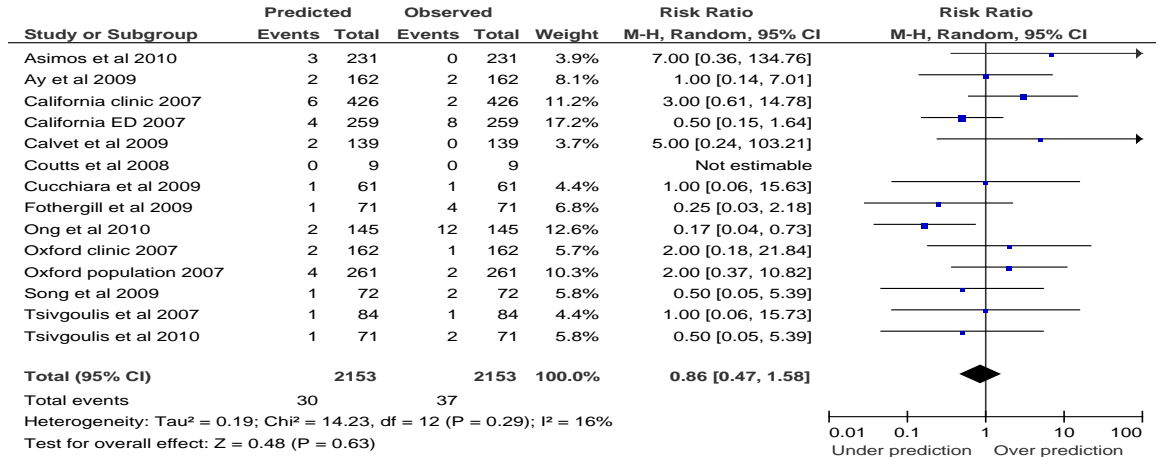 Predicted Observed Risk Ratio Risk Ratio
Study or Subgroup Events Total Events Total Weight M-H, Random, 95% CI M-H, Random, 95% CI
Asimos et al 2010 3 231 0 231 3.9% 7.00 [0.36, 134.76]
Ay et al 2009 2 162 2 162 8.1% 1.00 [0.14, 7.01]
California clinic 2007 6 426 2 426 11.2% 3.00 [0.61, 14.78]
California ED 2007 4 259 8 259 17.2% 0.50 [0.15, 1.64]
Calvet et al 2009 2 139 0 139 3.7% 5.00 [0.24, 103.21]
Coutts et al 2008 0 9 0 9 Not estimable
Cucchiara et al 2009 1 61 1 61 4.4% 1.00 [0.06, 15.63]
Fothergill et al 2009 1 71 4 71 6.8% 0.25 [0.03, 2.18]
Ong et al 2010 2 145 12 145 12.6% 0.17 [0.04, 0.73]
Oxford clinic 2007 2 162 1 162 5.7% 2.00 [0.18, 21.84]
Oxford population 2007 4 261 2 261 10.3% 2.00 [0.37, 10.82]
Song et al 2009 1 72 2 72 5.8% 0.50 [0.05, 5.39]
Tsivgoulis et al 2007 1 84 1 84 4.4% 1.00 [0.06, 15.73]
Tsivgoulis et al 2010 1 71 2 71 5.8% 0.50 [0.05, 5.39]
Total (95% CI) 2153 2153 100.0% 0.86 [0.47, 1.58]
Total events 30 37
Heterogeneity: Tau² = 0.19; Chi² = 14.23, df = 12 (P = 0.29); I² = 16%
Test for overall effect: Z = 0.48 (P = 0.63)
0.01 0.1 1 10 100
Under prediction Over prediction